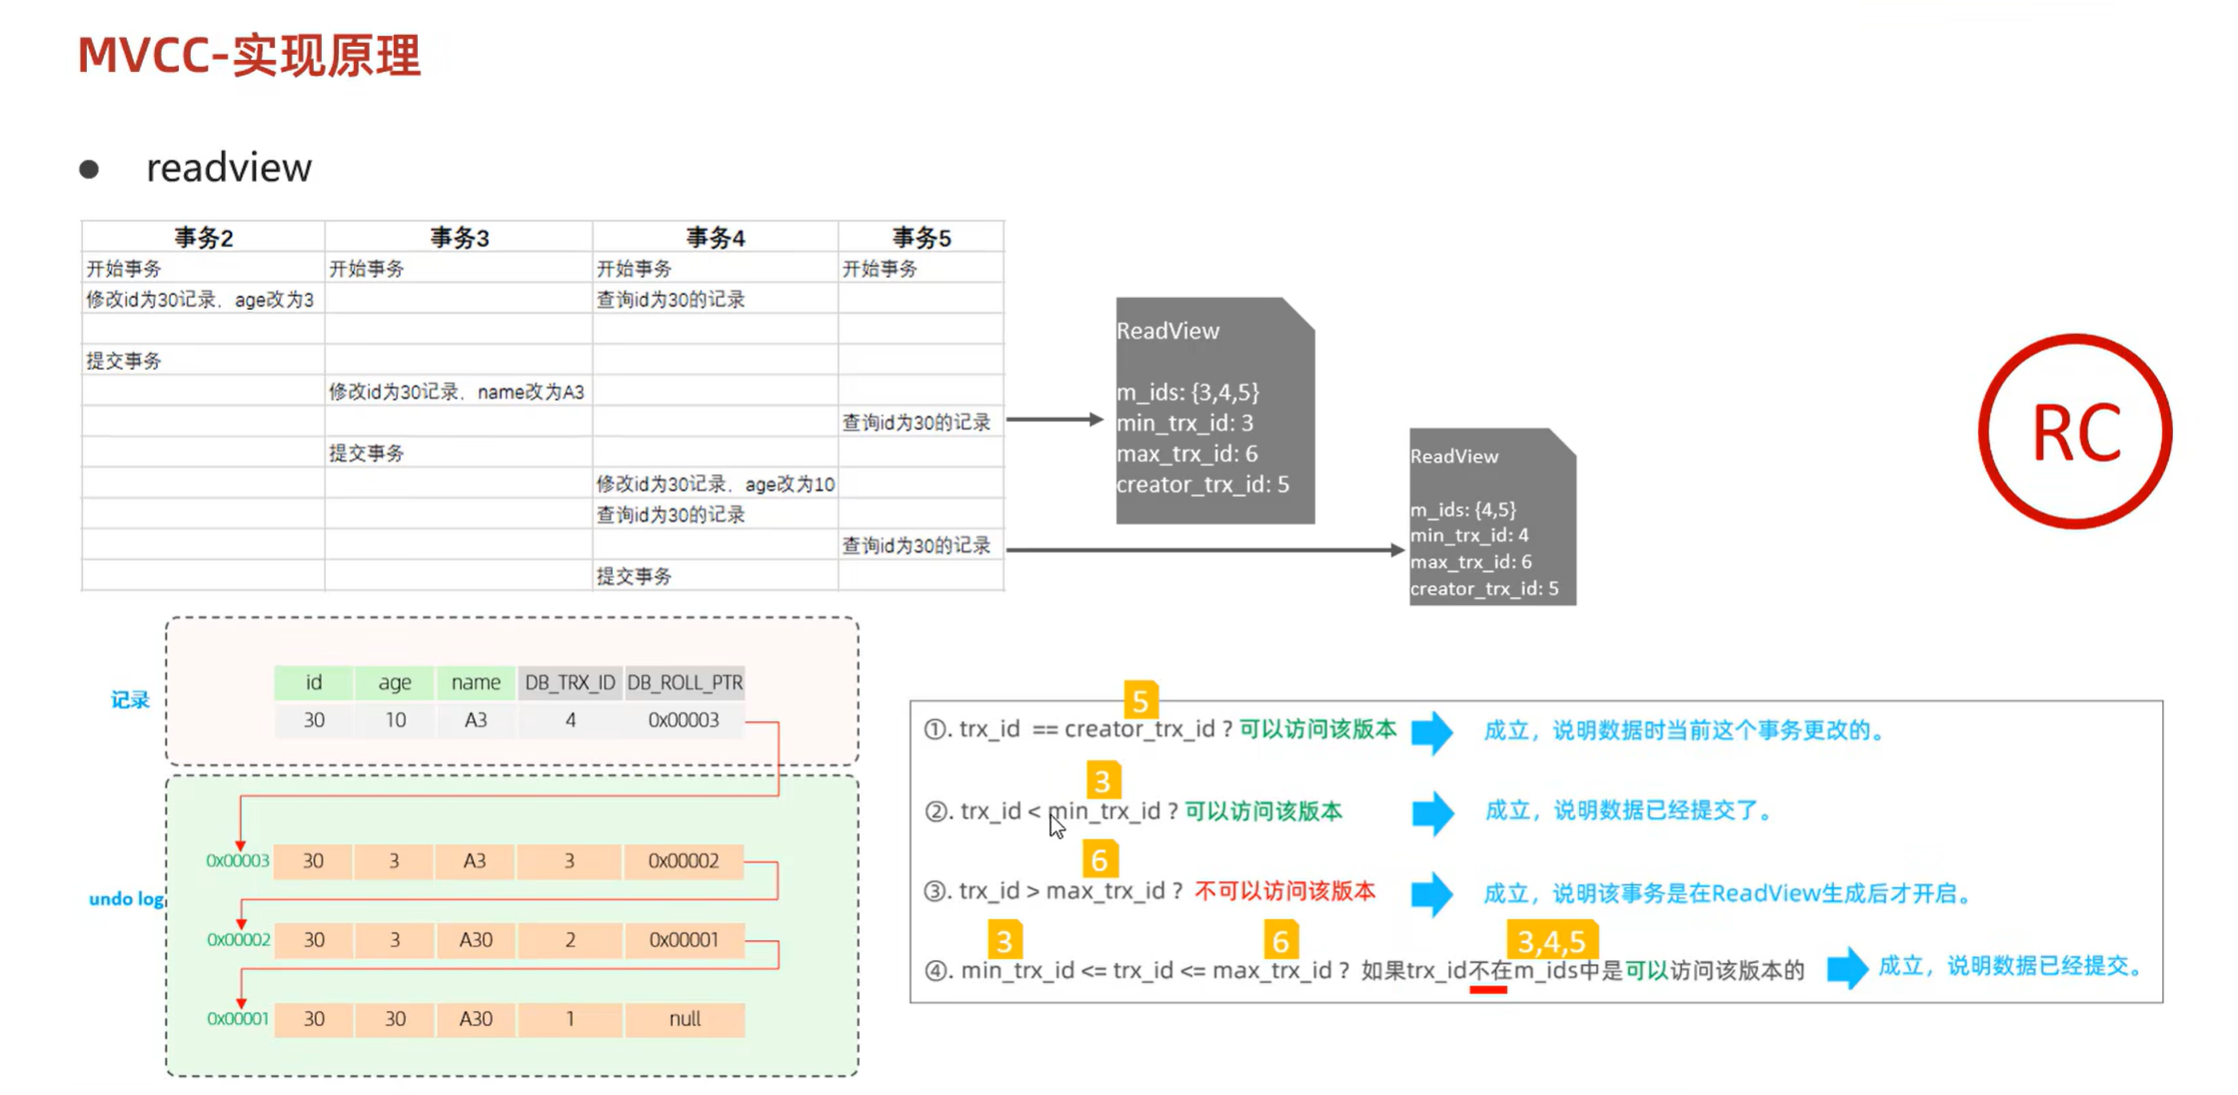 MVCC-实现原理
● readview
事务2 事务3 事务4 事务5
开始事务 开始事务 开始事务 开始事务
修改id为30记录，age改为3 查询id为30的记录
提交事务
修改id为30记录、name改为A3
查询id为30的记录
提交事务
修改id为30记录，age改为10
查询id为30的记录
查询id为30的记录
提交事务
ReadView
m_ids: {3,4,5}
min_trx_id: 3
max_trx_id: 6
creator_trx_id: 5
ReadView
m_ids: {4,5}
min_trx_id: 4
max_trx_id: 6
creator_trx_id: 5
RC
记录
id age name DB_TRX_ID DB_ROLL_PTR
30 10 A3 4 0x00003
undo log
0x00003 30 3 A3 3 0x00002
0x00002 30 3 A30 2 0x00001
0x00001 30 30 A30 1 null
5
①. trx_id == creator_trx_id ? 可以访问该版本 成立，说明数据时当前这个事务更改的。
3
②. trx_id < min_trx_id ? 可以访问该版本 成立，说明数据已经提交了。
6
③. trx_id > max_trx_id ? 不可以访问该版本 成立，说明该事务是在ReadView生成后才开启。
3 6 3,4,5
④. min_trx_id <= trx_id <= max_trx_id ? 如果trx_id不在m_ids中是可以访问该版本的 成立，说明数据已经提交。